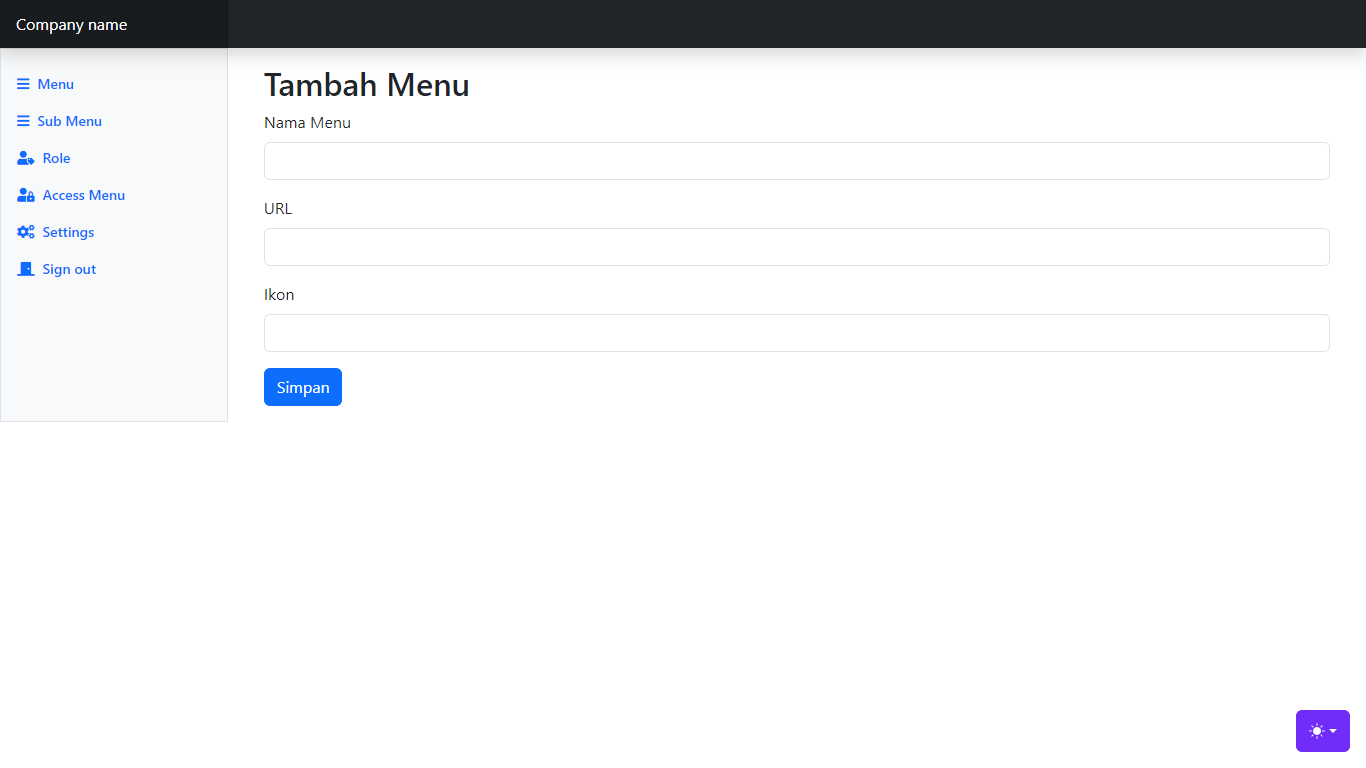 Company name
Menu
Sub Menu
Role
Access Menu
Settings
Sign out
Tambah Menu
Nama Menu
URL
Ikon
Simpan